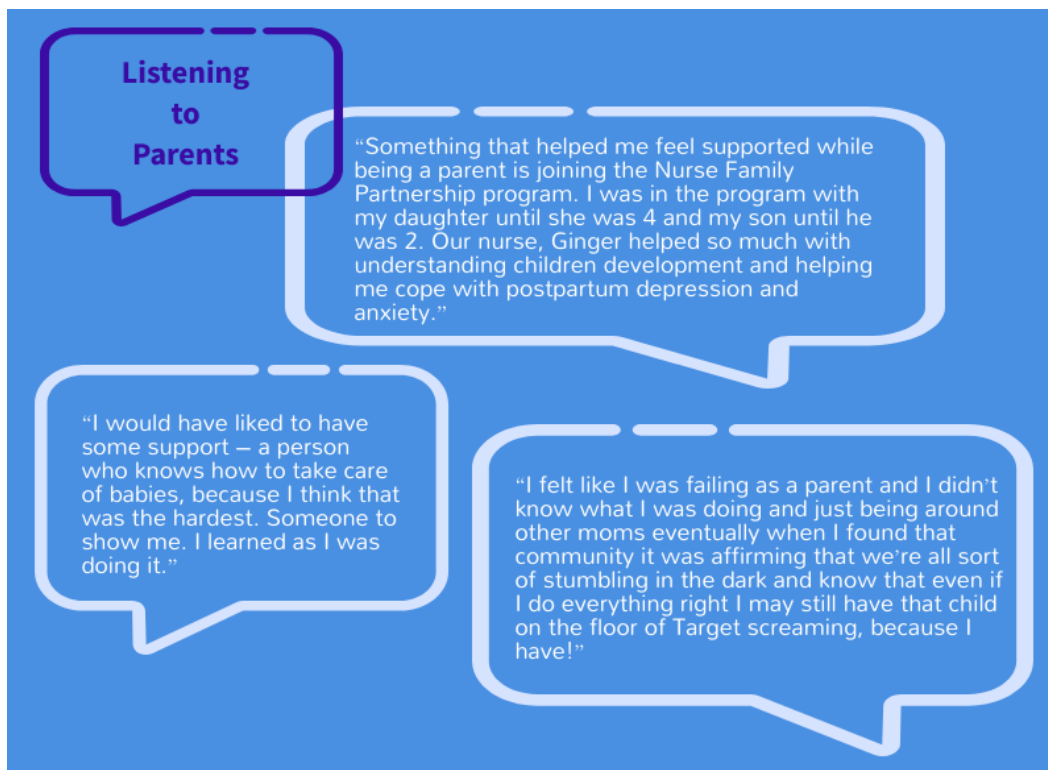 Listening
to
Parents
“Something that helped me feel supported while
being a parent is joining the Nurse Family
Partnership program. I was in the program with
my daughter until she was 4 and my son until he
was 2. Our nurse, Ginger helped so much with
understanding children development and helping
me cope with postpartum depression and
anxiety.”
“I would have liked to have
some support – a person
who knows how to take care
of babies, because I think that
was the hardest. Someone to
show me. I learned as I was
doing it.”
“I felt like I was failing as a parent and I didn’t
know what I was doing and just being around
other moms eventually when I found that
community it was affirming that we’re all sort
of stumbling in the dark and know that even if
I do everything right I may still have that child
on the floor of Target screaming, because I
have!”